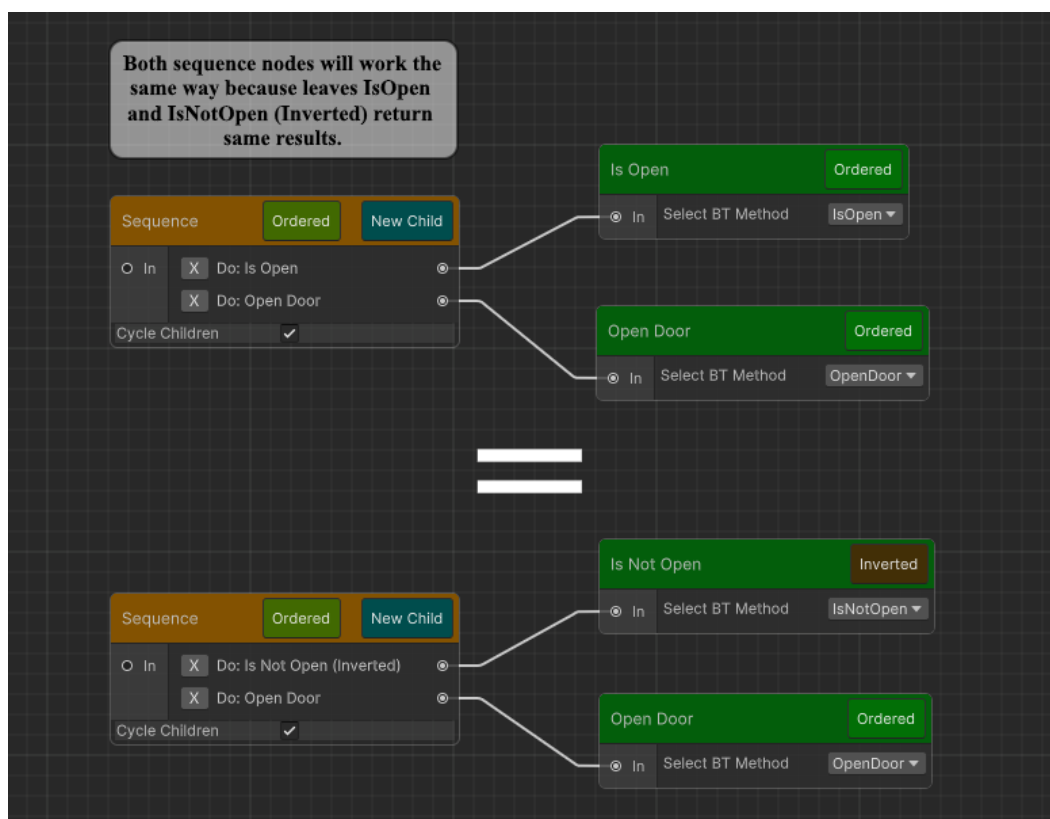 Both sequence nodes will work the
same way because leaves IsOpen
and IsNotOpen (Inverted) return
same results.
Sequence Ordered New Child
In X Do: Is Open
X Do: Open Door
Cycle Children
Is Open Ordered
In Select BT Method IsOpen
Open Door Ordered
In Select BT Method OpenDoor
Sequence Ordered New Child
In X Do: Is Not Open (Inverted)
X Do: Open Door
Cycle Children
Is Not Open Inverted
In Select BT Method IsNotOpen
Open Door Ordered
In Select BT Method OpenDoor